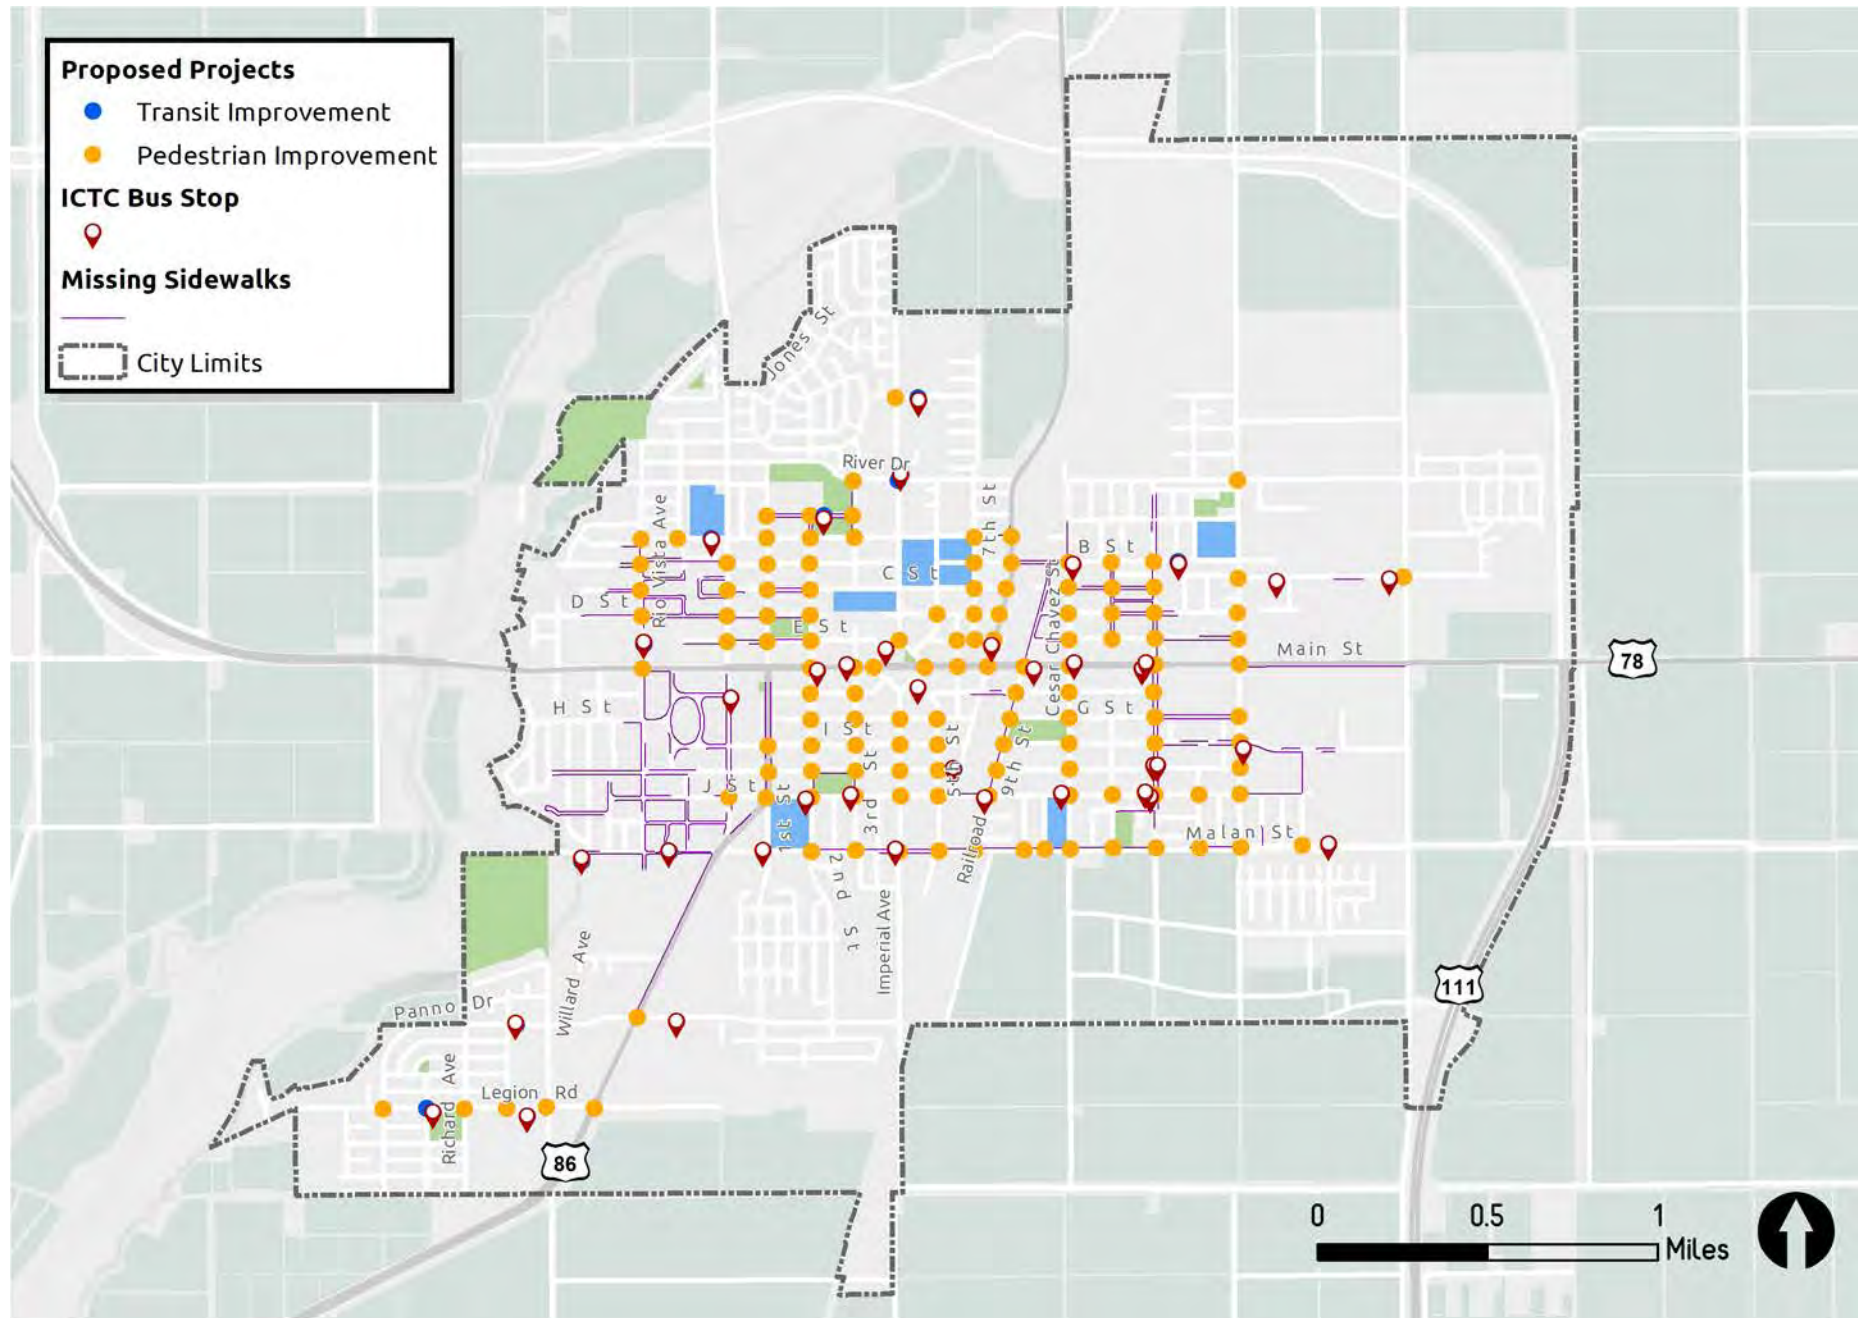 Proposed Projects
Transit Improvement
Pedestrian Improvement
ICTC Bus Stop
Missing Sidewalks
City Limits
Jones St
River Dr
Rio Vista Ave
7th St
B St
C St
D St
Cesar Chavez St
E St
Main St
78
H St
G St
I St
5th St
9th St
J St
3rd St
1st St
Malan St
Railroad
2nd St
Imperial Ave
Willard Ave
111
Panno Dr
Richard Ave
Legion Rd
86
0 0.5 1
Miles